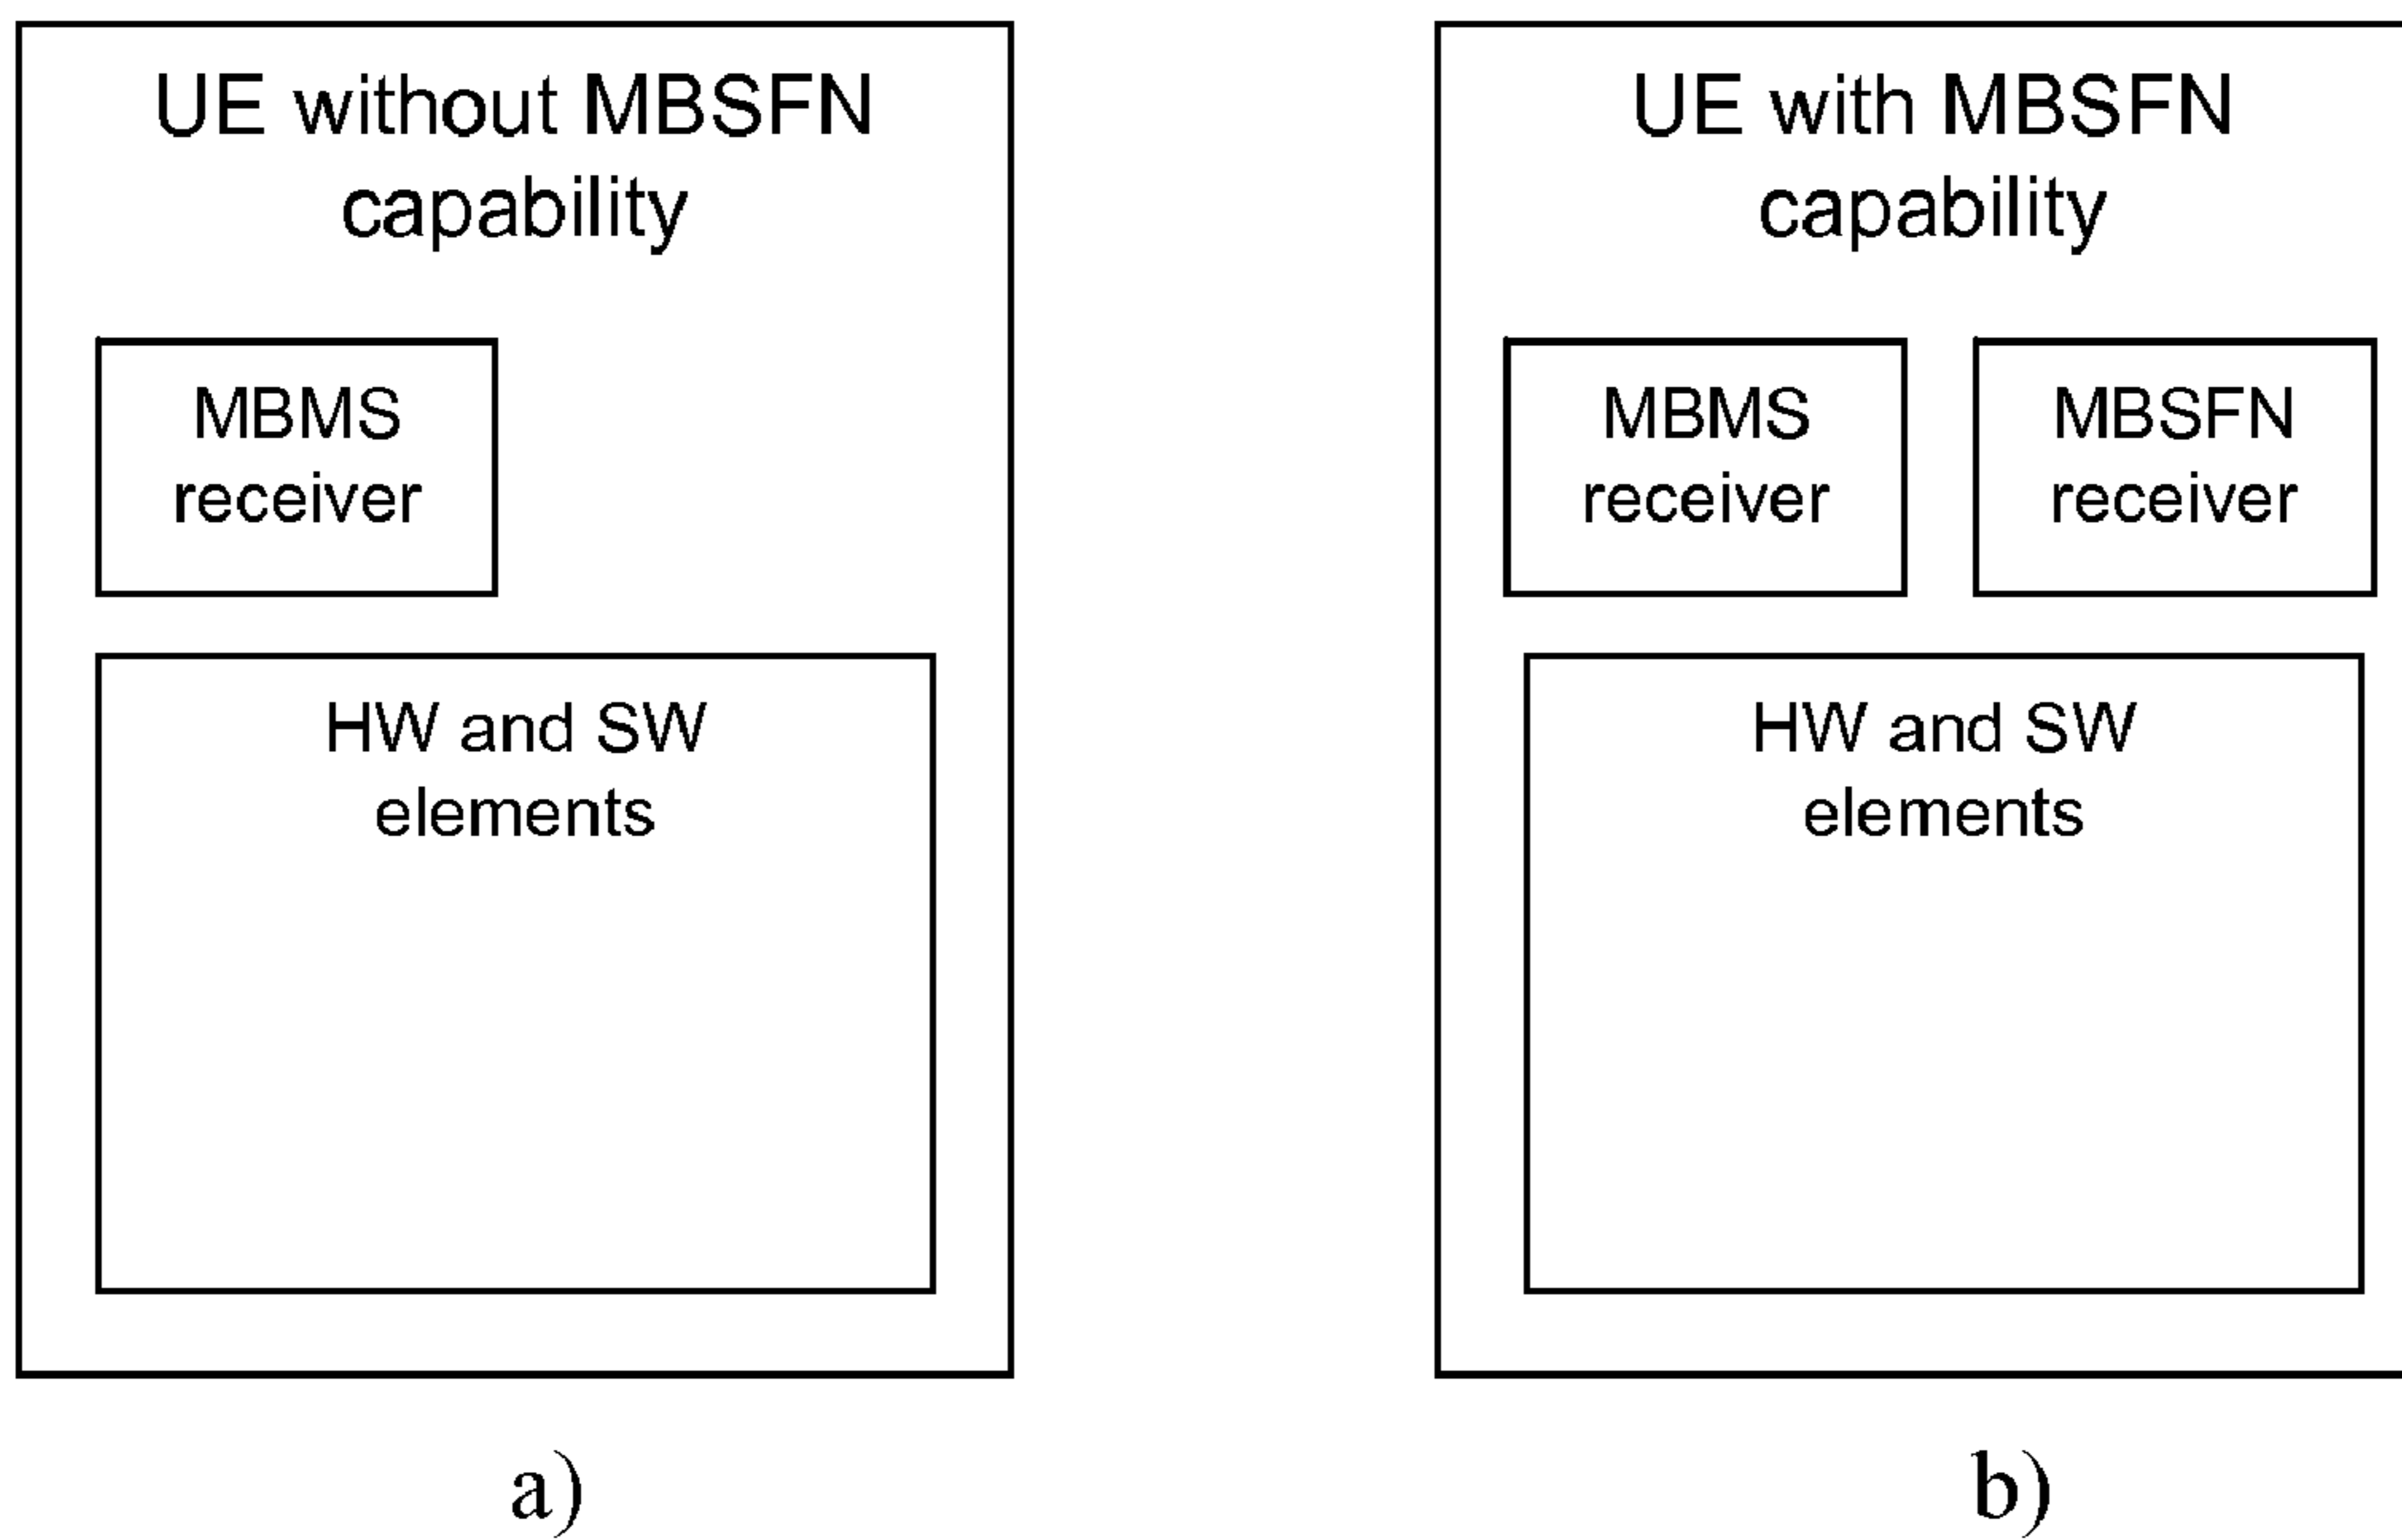 UE without MBSFN
capability
MBMS
receiver
HW and SW
elements
a)
UE with MBSFN
capability
MBMS
receiver
MBSFN
receiver
HW and SW
elements
b)